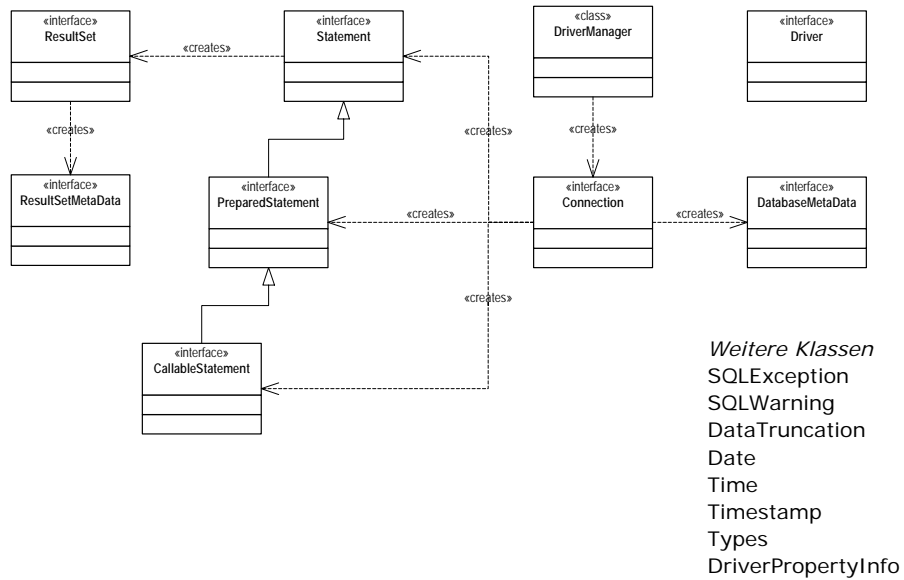 «interface»
ResultSet
«interface»
Statement
«class»
DriverManager
«interface»
Driver
«creates»
«creates»
«creates»
«creates»
«interface»
ResultSetMetaData
«interface»
PreparedStatement
«interface»
Connection
«interface»
DatabaseMetaData
«creates»
«creates»
«creates»
«interface»
CallableStatement
Weitere Klassen
SQLException
SQLWarning
DataTruncation
Date
Time
Timestamp
Types
DriverPropertyInfo